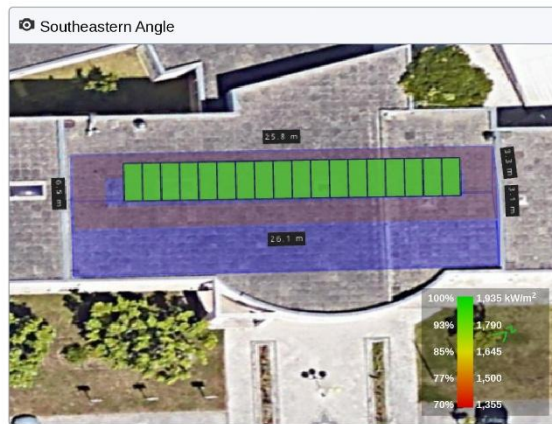 Southeastern Angle
25.8 m
6.9 m
3.3 m
3.1 m
26.1 m
100% 1,935 kW/m²
93% 1,790
85% 1,645
77% 1,500
70% 1,355